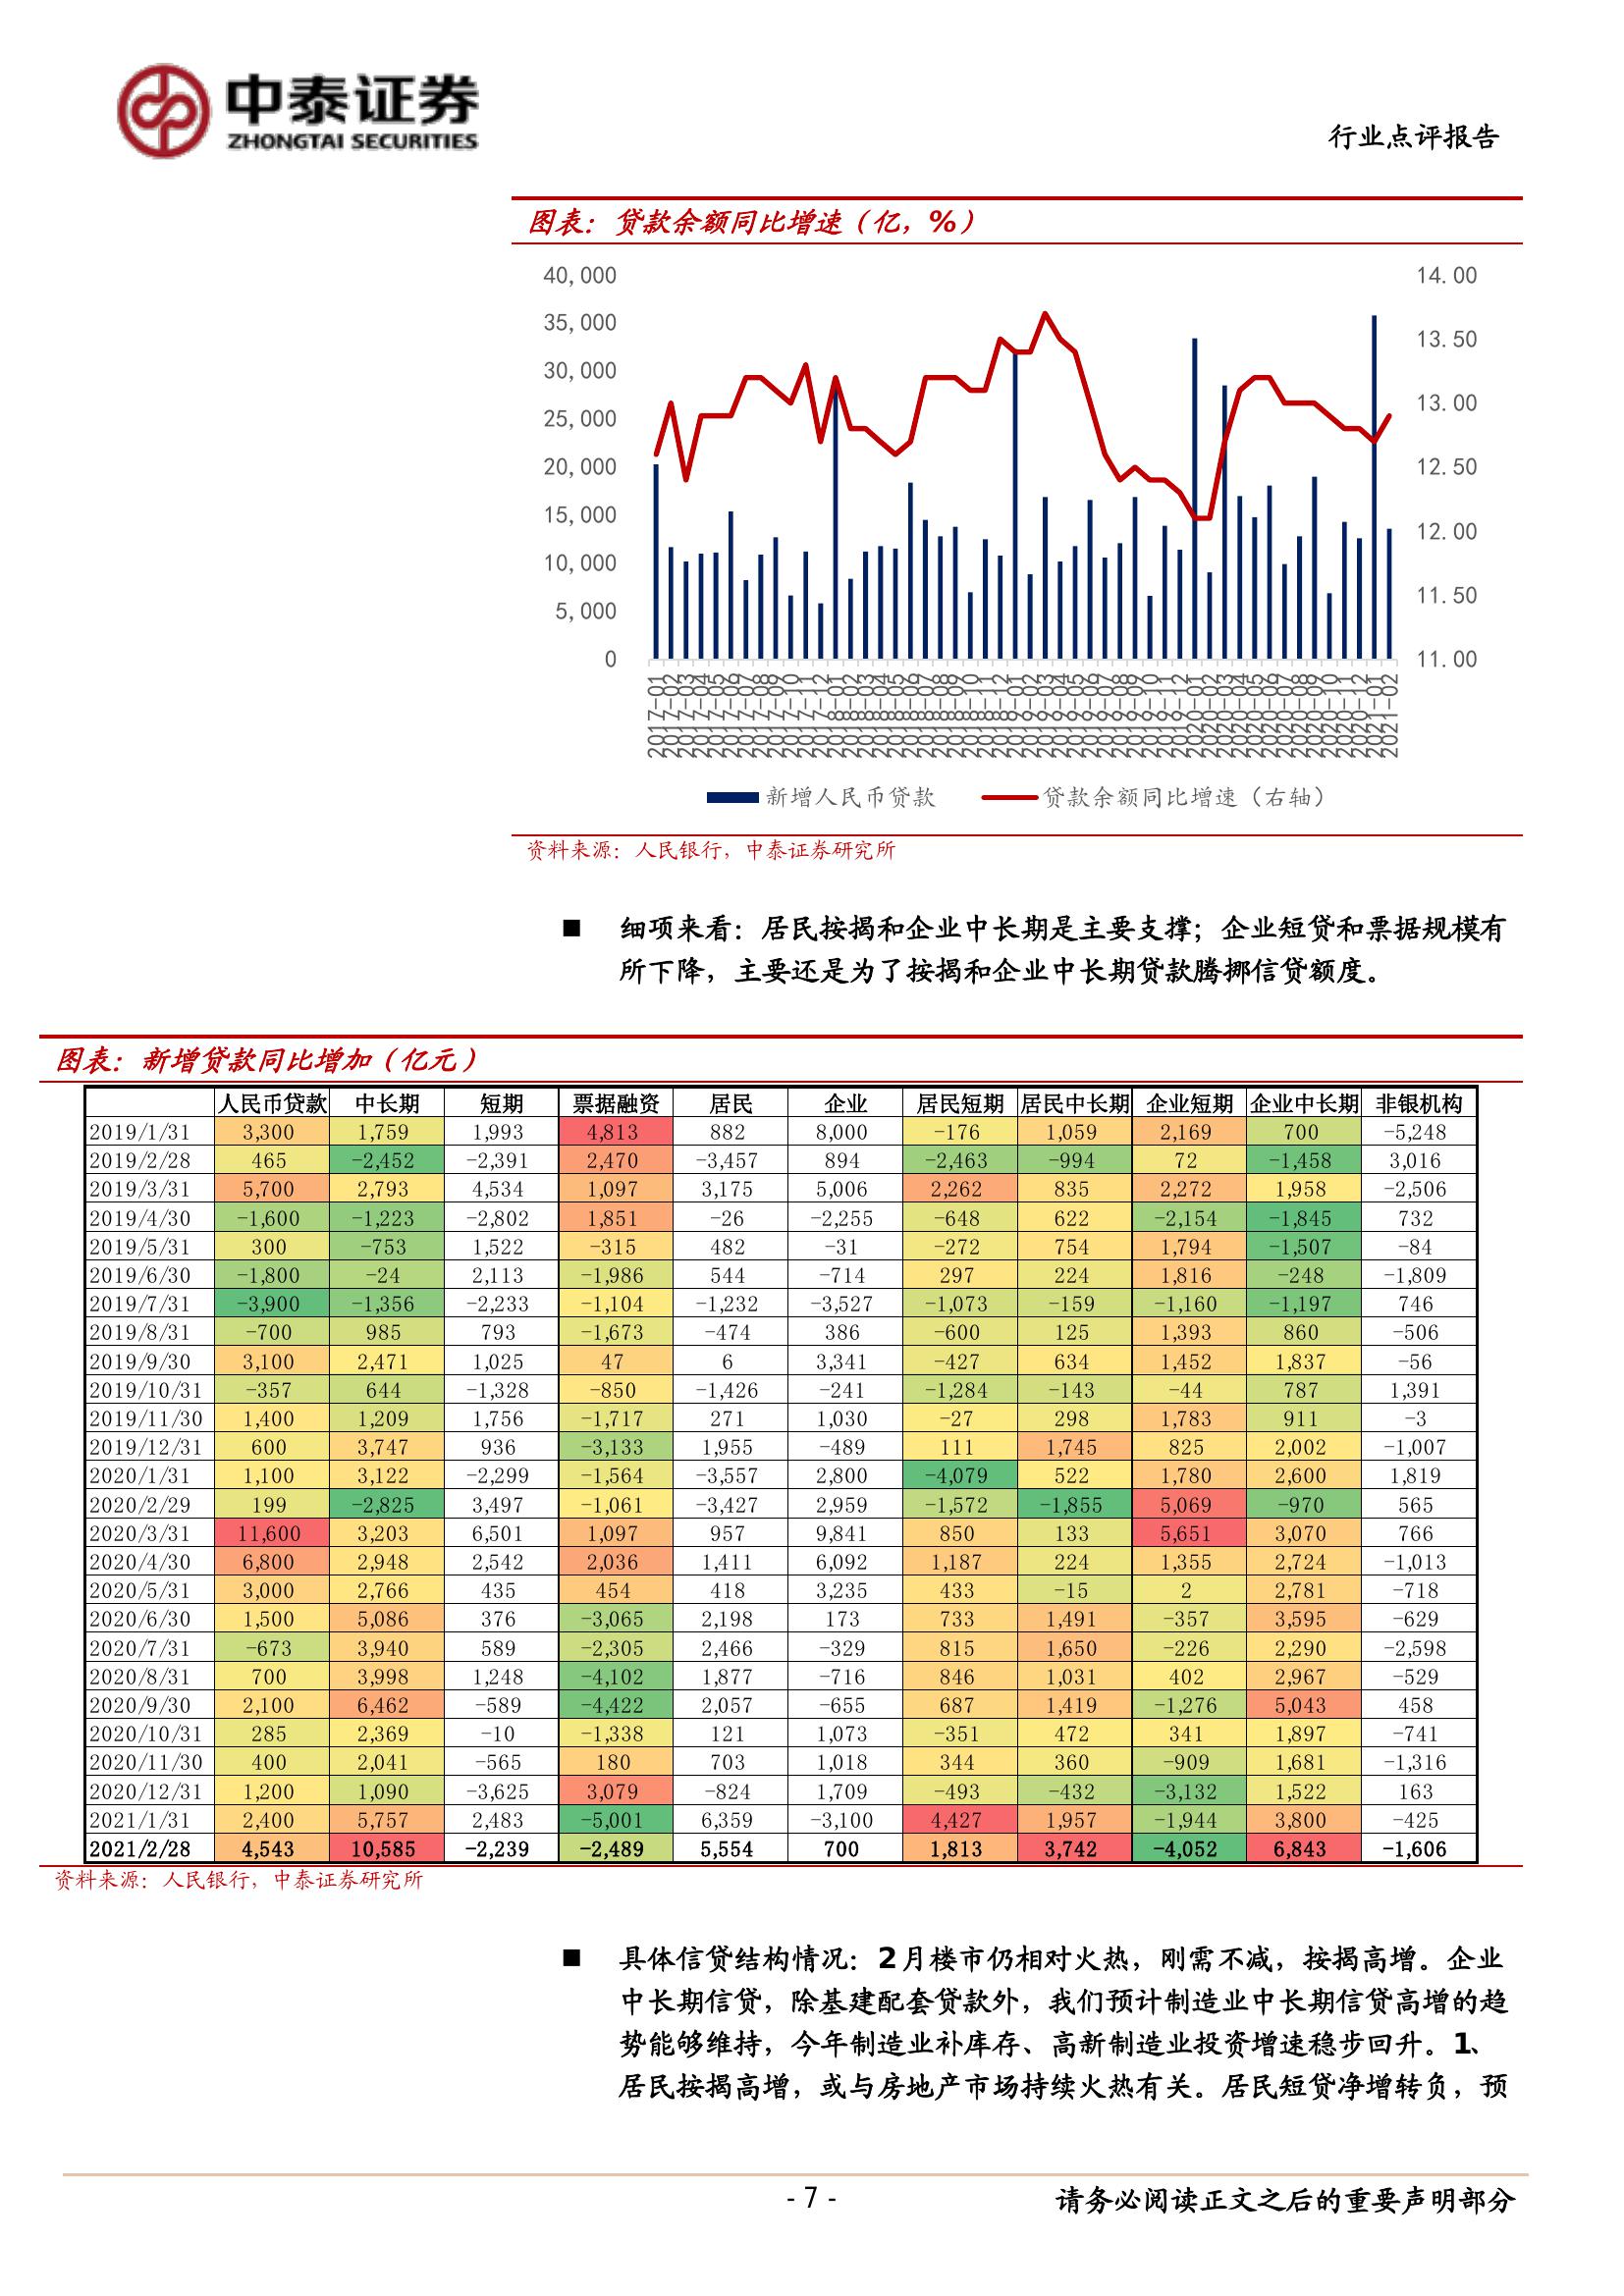 中泰证券
ZHONGTAI SECURITIES
行业点评报告
图表：贷款余额同比增速（亿，%）
40,000 14.00
35,000 13.50
30,000 13.00
25,000 12.50
20,000 12.00
15,000 11.50
10,000 11.00
5,000
0
2017-01 2017-02 2017-03 2017-04 2017-05 2017-06 2017-07 2017-08 2017-09 2017-10 2017-11 2017-12 2018-01 2018-02 2018-03 2018-04 2018-05 2018-06 2018-07 2018-08 2018-09 2018-10 2018-11 2018-12 2019-01 2019-02 2019-03 2019-04 2019-05 2019-06 2019-07 2019-08 2019-09 2019-10 2019-11 2019-12 2020-01 2020-02 2020-03 2020-04 2020-05 2020-06 2020-07 2020-08 2020-09 2020-10 2020-11 2020-12 2021-01 2021-02
新增人民币贷款 贷款余额同比增速（右轴）
资料来源：人民银行，中泰证券研究所
■ 细项来看：居民按揭和企业中长期是主要支撑；企业短贷和票据规模有
所下降，主要还是为了按揭和企业中长期贷款腾挪信贷额度。
图表：新增贷款同比增加（亿元）
人民币贷款 中长期 短期 票据融资 居民 企业 居民短期 居民中长期 企业短期 企业中长期 非银机构
2019/1/31 3,300 1,759 1,993 4,813 882 8,000 -176 1,059 2,169 700 -5,248
2019/2/28 465 -2,452 -2,391 2,470 -3,457 894 -2,463 -994 72 -1,458 3,016
2019/3/31 5,700 2,793 4,534 1,097 3,175 5,006 2,262 835 2,272 1,958 -2,506
2019/4/30 -1,600 -1,223 -2,802 1,851 -26 -2,255 -648 622 -2,154 -1,845 732
2019/5/31 300 -753 1,522 -315 482 -31 -272 754 1,794 -1,507 -84
2019/6/30 -1,800 -24 2,113 -1,986 544 -714 297 224 1,816 -248 -1,809
2019/7/31 -3,900 -1,356 -2,233 -1,104 -1,232 -3,527 -1,073 -159 -1,160 -1,197 746
2019/8/31 -700 985 793 -1,673 -474 386 -600 125 1,393 860 -506
2019/9/30 3,100 2,471 1,025 47 6 3,341 -427 634 1,452 1,837 -56
2019/10/31 -357 644 -1,328 -850 -1,426 -241 -1,284 -143 -44 787 1,391
2019/11/30 1,400 1,209 1,756 -1,717 271 1,030 -27 298 1,783 911 -3
2019/12/31 600 3,747 936 -3,133 1,955 -489 111 1,745 825 2,002 -1,007
2020/1/31 1,100 3,122 -2,299 -1,564 -3,557 2,800 -4,079 522 1,780 2,600 1,819
2020/2/29 199 -2,825 3,497 -1,061 -3,427 2,959 -1,572 -1,855 5,069 -970 565
2020/3/31 11,600 3,203 6,501 1,097 957 9,841 850 133 5,651 3,070 766
2020/4/30 6,800 2,948 2,542 2,036 1,411 6,092 1,187 224 1,355 2,724 -1,013
2020/5/31 3,000 2,766 435 454 418 3,235 433 -15 2 2,781 -718
2020/6/30 1,500 5,086 376 -3,065 2,198 173 733 1,491 -357 3,595 -629
2020/7/31 -673 3,940 589 -2,305 2,466 -329 815 1,650 -226 2,290 -2,598
2020/8/31 700 3,998 1,248 -4,102 1,877 -716 846 1,031 402 2,967 -529
2020/9/30 2,100 6,462 -589 -4,422 2,057 -655 687 1,419 -1,276 5,043 458
2020/10/31 285 2,369 -10 -1,338 121 1,073 -351 472 341 1,897 -741
2020/11/30 400 2,041 -565 180 703 1,018 344 360 -909 1,681 -1,316
2020/12/31 1,200 1,090 -3,625 3,079 -824 1,709 -493 -432 -3,132 1,522 163
2021/1/31 2,400 5,757 2,483 -5,001 6,359 -3,100 4,427 1,957 -1,944 3,800 -425
2021/2/28 4,543 10,585 -2,239 -2,489 5,554 700 1,813 3,742 -4,052 6,843 -1,606
资料来源：人民银行，中泰证券研究所
■ 具体信贷结构情况：2月楼市仍相对火热，刚需不减，按揭高增。企业
中长期信贷，除基建配套贷款外，我们预计制造业中长期信贷高增的趋
势能够维持，今年制造业补库存、高新制造业投资增速稳步回升。1、
居民按揭高增，或与房地产市场持续火热有关。居民短贷净增转负，预
- 7 -
请务必阅读正文之后的重要声明部分